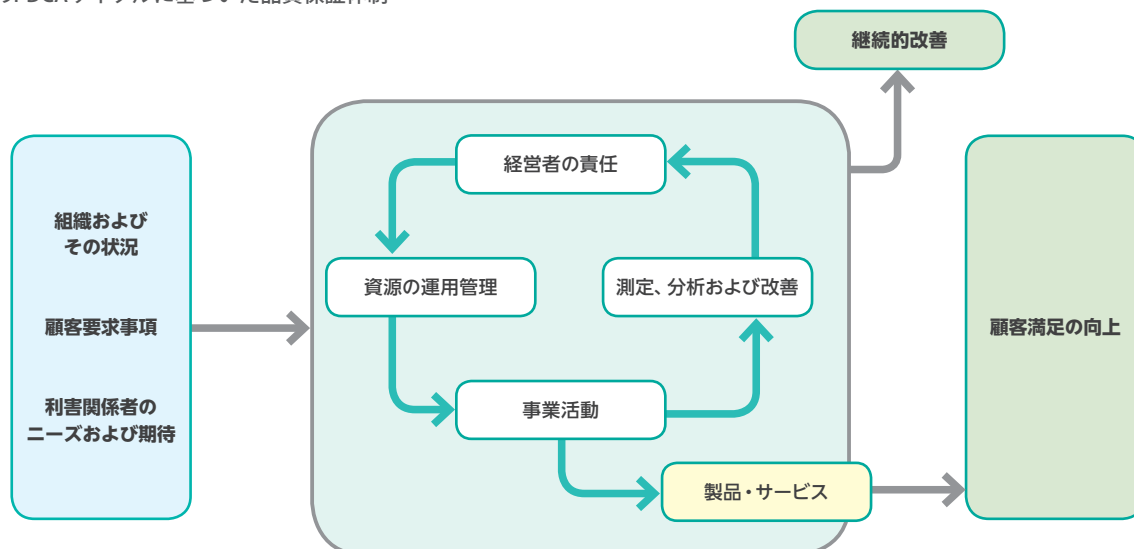 継続的改善
組織および
その状況
顧客要求事項
利害関係者の
ニーズおよび期待
経営者の責任
資源の運用管理
測定、分析および改善
事業活動
製品・サービス
顧客満足の向上